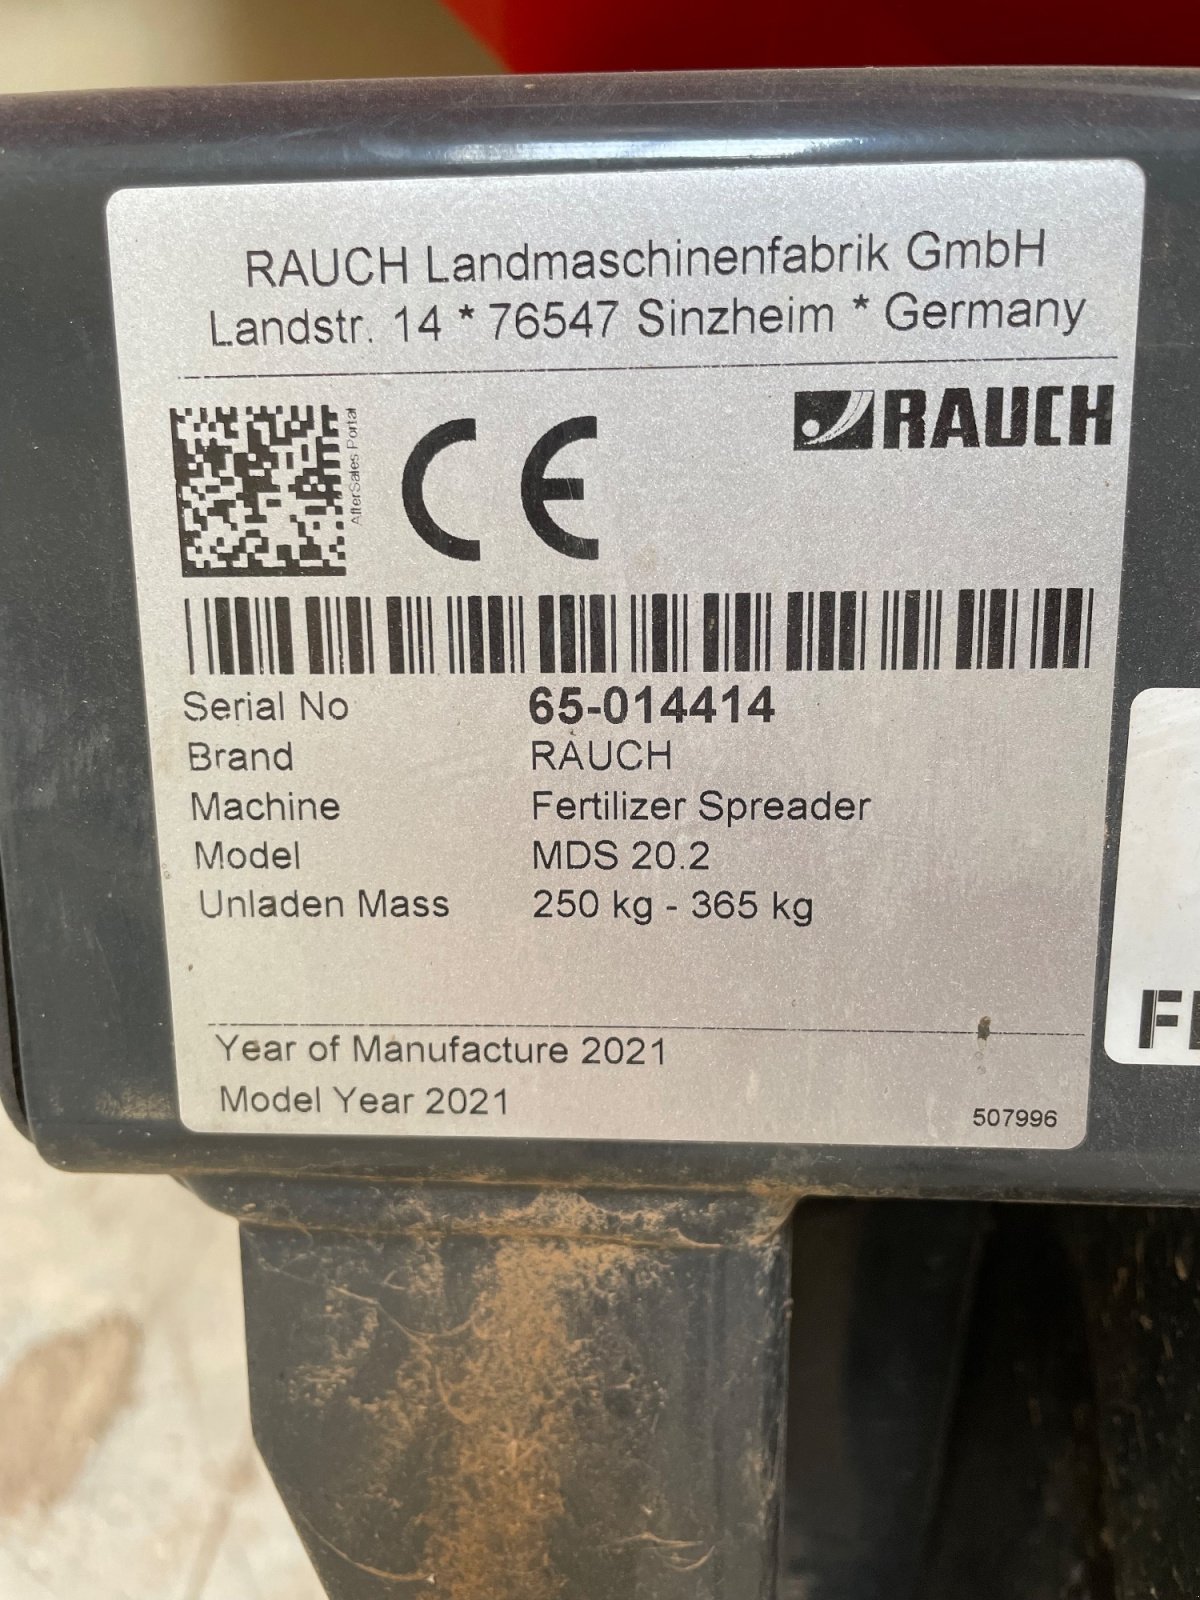 RAUCH Landmaschinenfabrik GmbH
Landstr. 14 * 76547 Sinzheim * Germany
AfterSales Portal
CE
RAUCH
Serial No 65-014414
Brand RAUCH
Machine Fertilizer Spreader
Model MDS 20.2
Unladen Mass 250 kg - 365 kg
Year of Manufacture 2021
Model Year 2021
507996